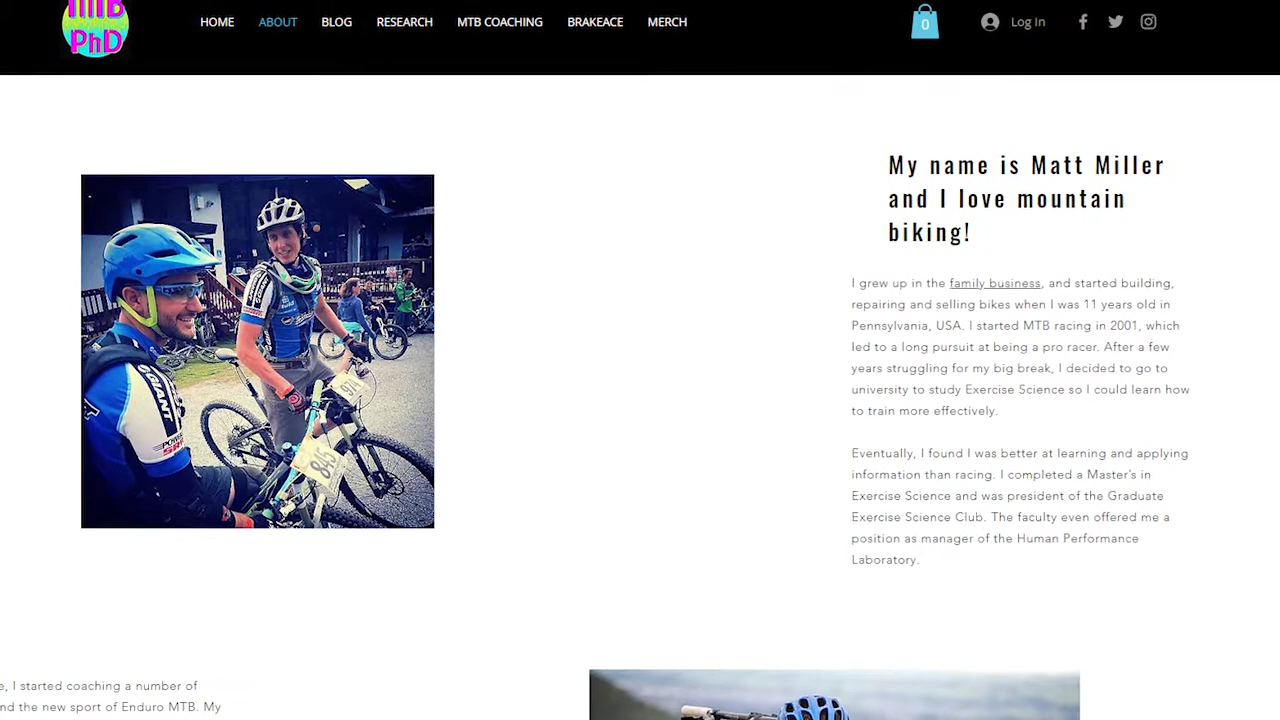 MTB
PhD
HOME ABOUT BLOG RESEARCH MTB COACHING BRAKEACE MERCH
0
Log In
My name is Matt Miller
and I love mountain
biking!
I grew up in the family business, and started building,
repairing and selling bikes when I was 11 years old in
Pennsylvania, USA. I started MTB racing in 2001, which
led to a long pursuit at being a pro racer. After a few
years struggling for my big break, I decided to go to
university to study Exercise Science so I could learn how
to train more effectively.
Eventually, I found I was better at learning and applying
information than racing. I completed a Master's in
Exercise Science and was president of the Graduate
Exercise Science Club. The faculty even offered me a
position as manager of the Human Performance
Laboratory.
GIANT
845
e, I started coaching a number of
nd the new sport of Enduro MTB. My